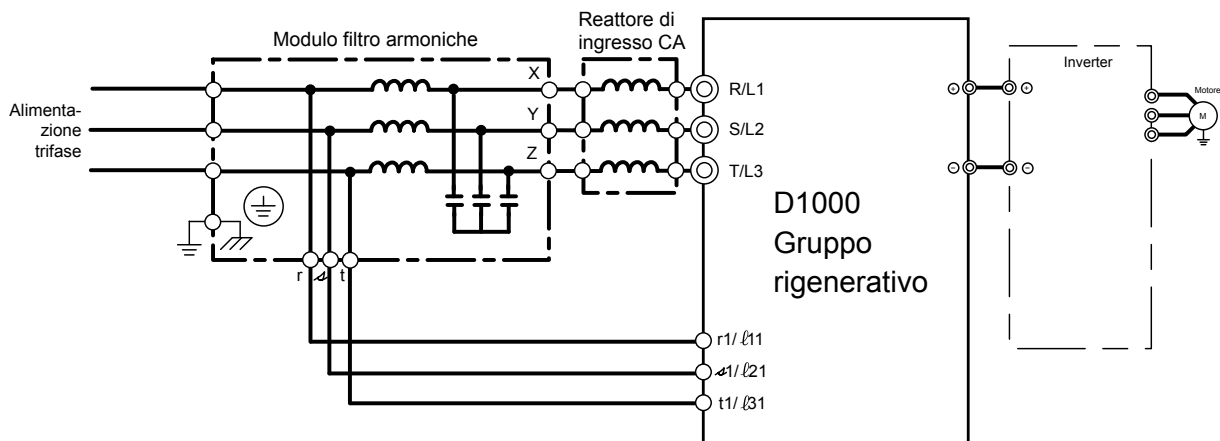 Reattore di
ingresso CA
Modulo filtro armoniche
Alimenta-
zione
trifase
X
Y
Z
R/L1
S/L2
T/L3
D1000
Gruppo
rigenerativo
+
−
+
−
Inverter
Motore
M
r s t
r1/ ℓ11
s1/ ℓ21
t1/ ℓ31